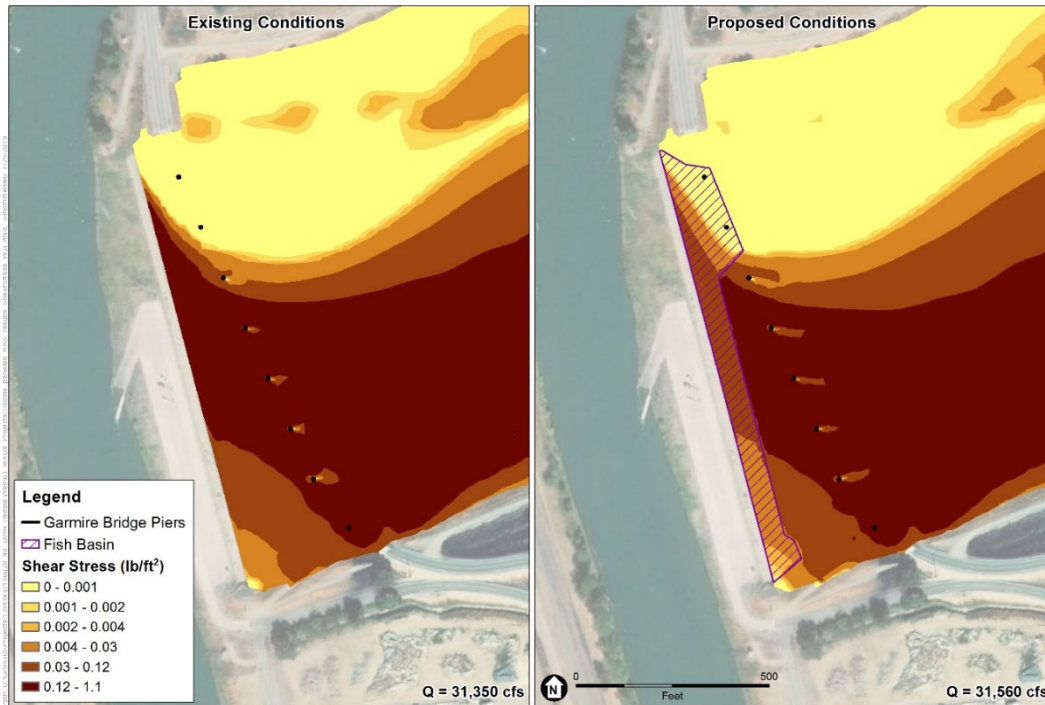 Existing Conditions
Proposed Conditions
Legend
Garmire Bridge Piers
Fish Basin
Shear Stress (lb/ft²)
0 - 0.001
0.001 - 0.002
0.002 - 0.004
0.004 - 0.03
0.03 - 0.12
0.12 - 1.1
Q = 31,350 cfs
N
0
500
Feet
Q = 31,560 cfs